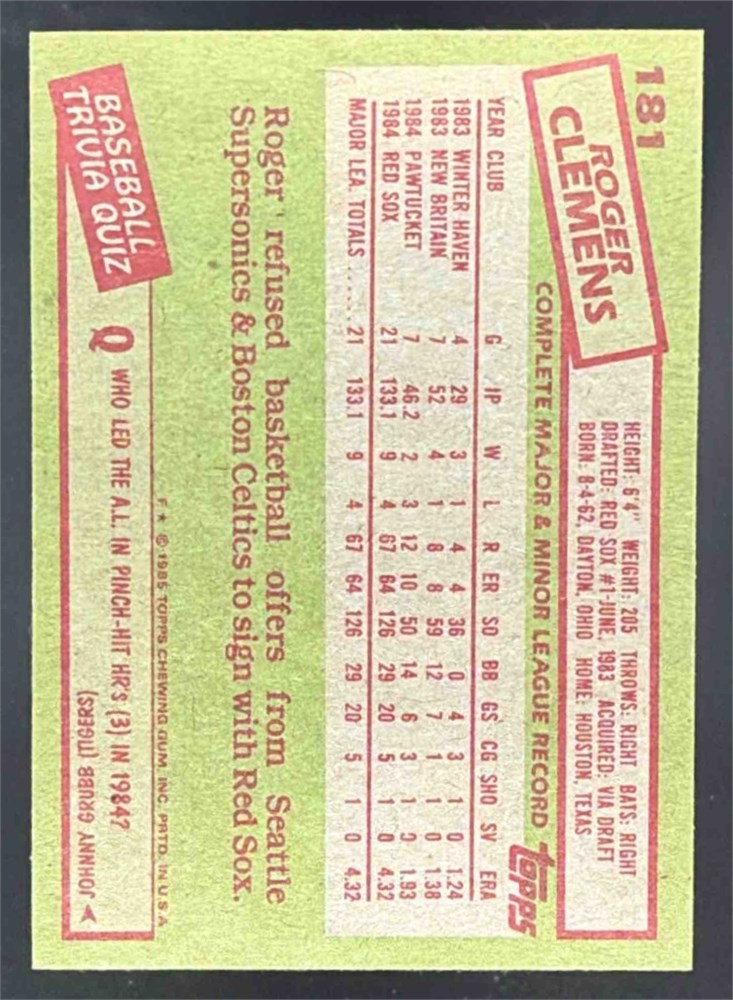 181
ROGER
CLEMENS
HEIGHT: 6'4" WEIGHT: 205 THROWS: RIGHT BATS: RIGHT
DRAFTED: RED SOX #1-JUNE, 1983 ACQUIRED: VIA DRAFT
BORN: 8-4-62, DAYTON, OHIO HOME: HOUSTON, TEXAS
COMPLETE MAJOR & MINOR LEAGUE RECORD topps
YEAR CLUB G IP W L R ER SO BB GS CG SHO SV ERA
1983 WINTER HAVEN 4 29 3 1 4 4 36 0 4 3 1 0 1.24
1983 NEW BRITAIN 7 52 4 1 8 8 59 12 7 1 1 0 1.38
1984 PAWTUCKET 7 46.2 2 3 12 10 50 14 6 3 1 0 1.93
1984 RED SOX 21 133.1 9 4 67 64 126 29 20 5 1 0 4.32
MAJOR LEA. TOTALS ..... 21 133.1 9 4 67 64 126 29 20 5 1 0 4.32
Roger refused basketball offers from Seattle
Supersonics & Boston Celtics to sign with Red Sox.
F★ © 1985 TOPPS CHEWING GUM, INC. PRTD. IN U.S.A.
BASEBALL
TRIVIA QUIZ
Q WHO LED THE A.L. IN PINCH-HIT HR'S (3) IN 1984?
JOHNNY GRUBB (TIGERS)